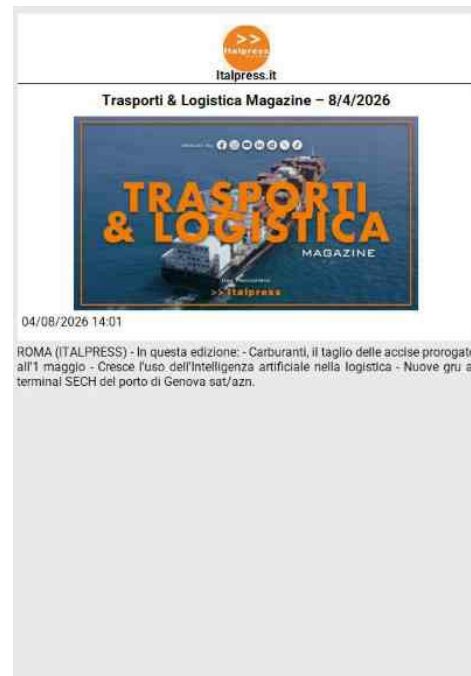 >>
Italpress
Italpress.it
Trasporti & Logistica Magazine – 8/4/2026
TRASPORTI
& LOGISTICA
MAGAZINE
>>Italpress
04/08/2026 14:01
ROMA (ITALPRESS) - In questa edizione: - Carburanti, il taglio delle accise prorogato
all'1 maggio - Cresce l'uso dell'Intelligenza artificiale nella logistica - Nuove gru a
terminal SECH del porto di Genova sat/azn.